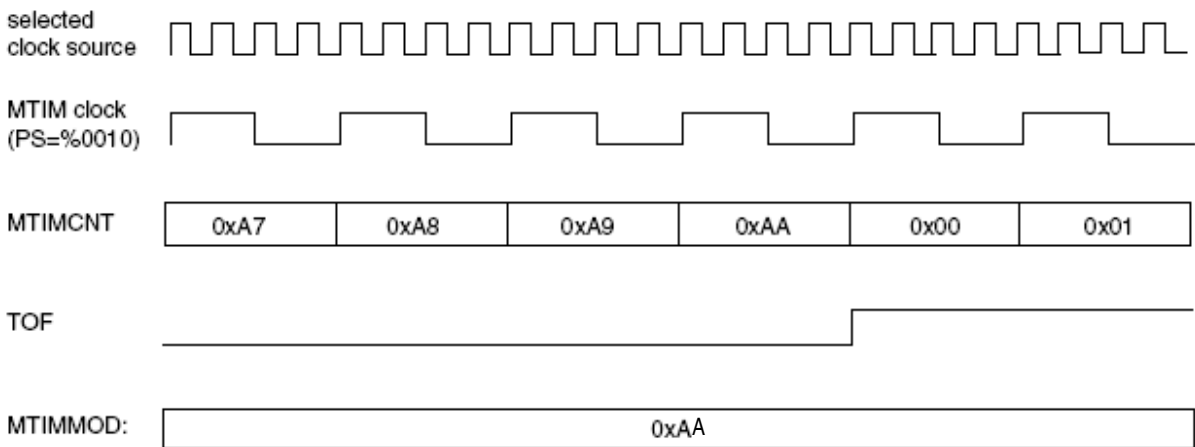 selected
clock source
MTIM clock
(PS=%0010)
MTIMCNT 0xA7 0xA8 0xA9 0xAA 0x00 0x01
TOF
MTIMMOD: 0xAA